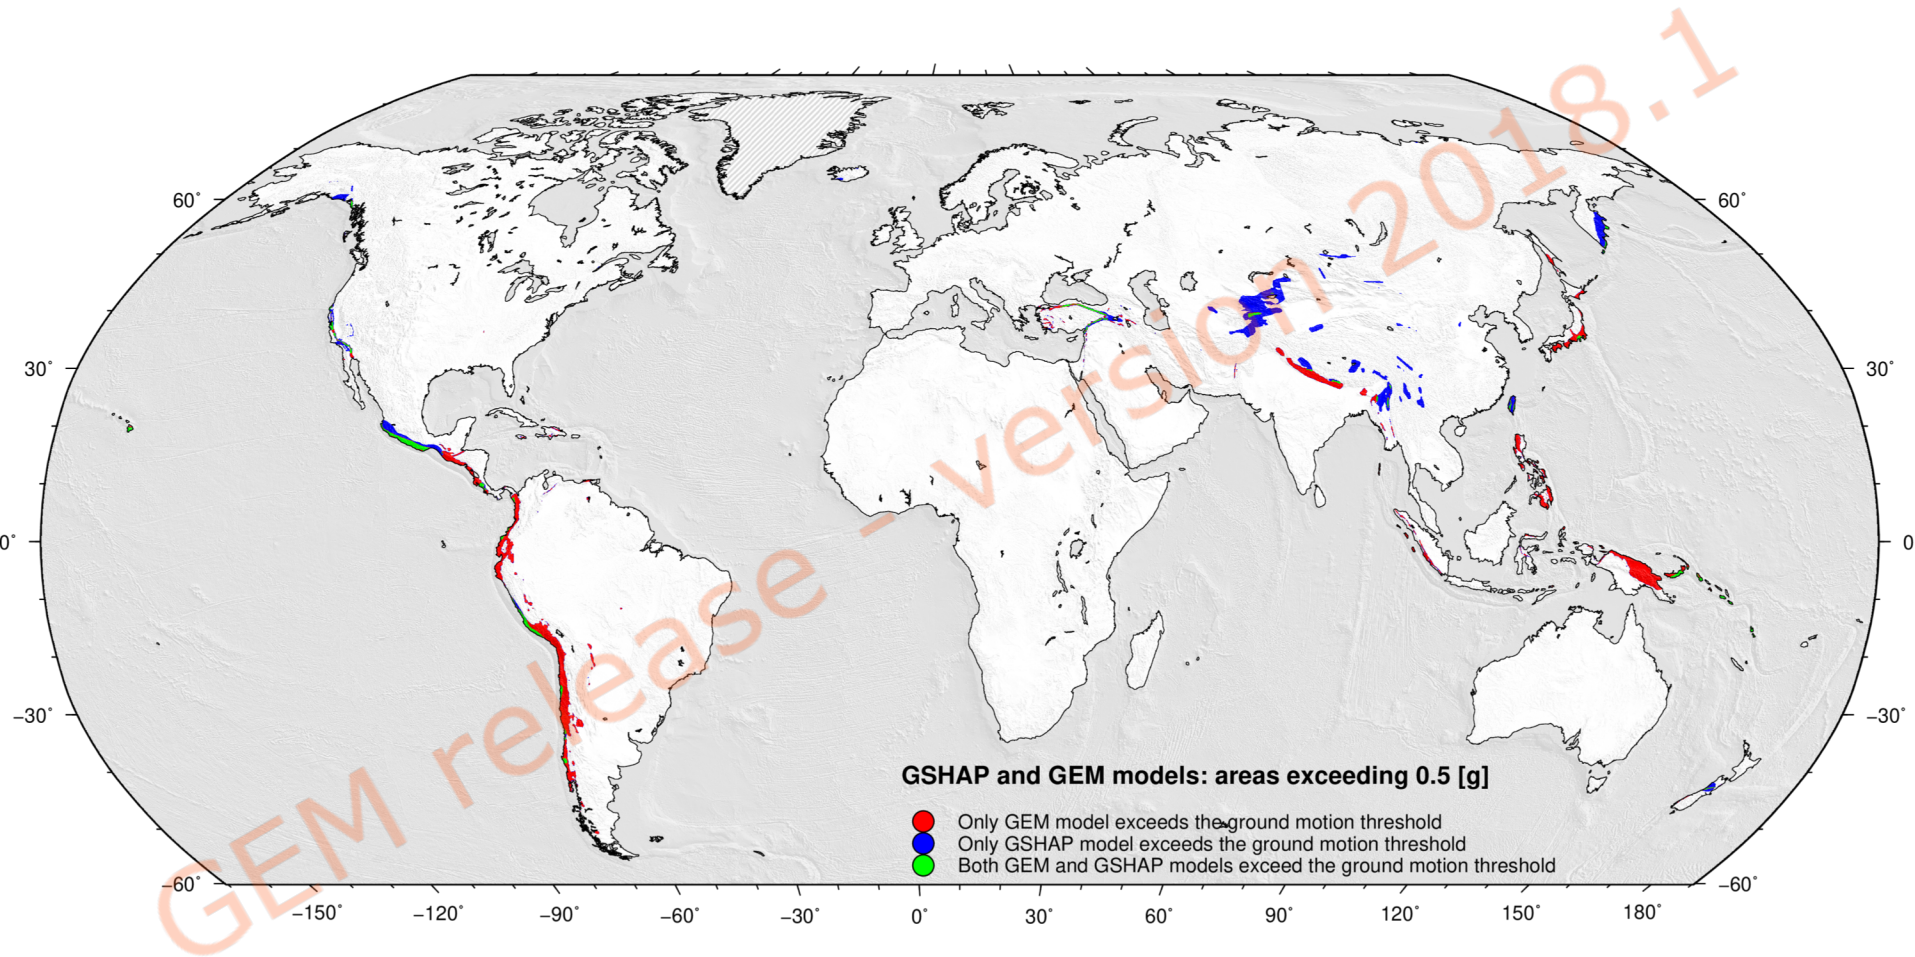 GEM release - version 2018.1
60°
60°
30°
30°
0°
0
−30°
−30°
GSHAP and GEM models: areas exceeding 0.5 [g]
Only GEM model exceeds the ground motion threshold
Only GSHAP model exceeds the ground motion threshold
Both GEM and GSHAP models exceed the ground motion threshold
−60°
−60°
−150° −120° −90° −60° −30° 0° 30° 60° 90° 120° 150° 180°